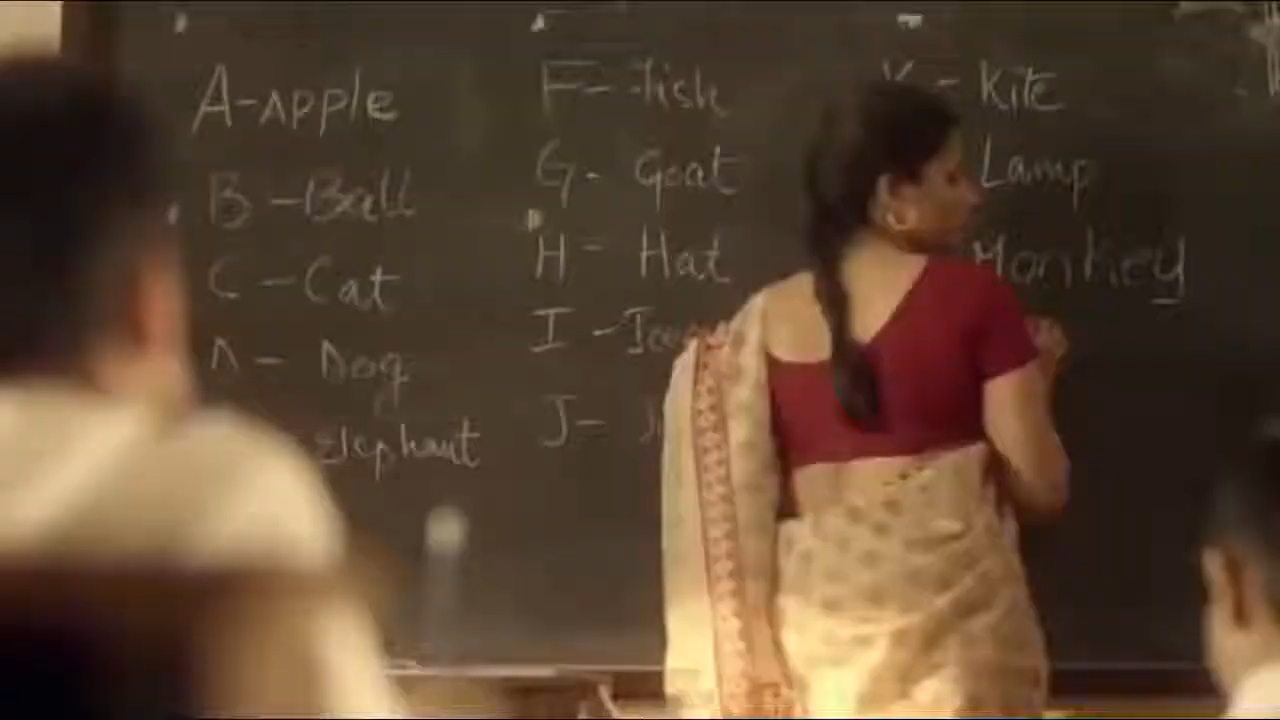 A-Apple
B-Ball
C-Cat
D-Dog
Elephant
F-Fish
G-Goat
H-Hat
I-
J-
K-Kite
Lamp
Monkey